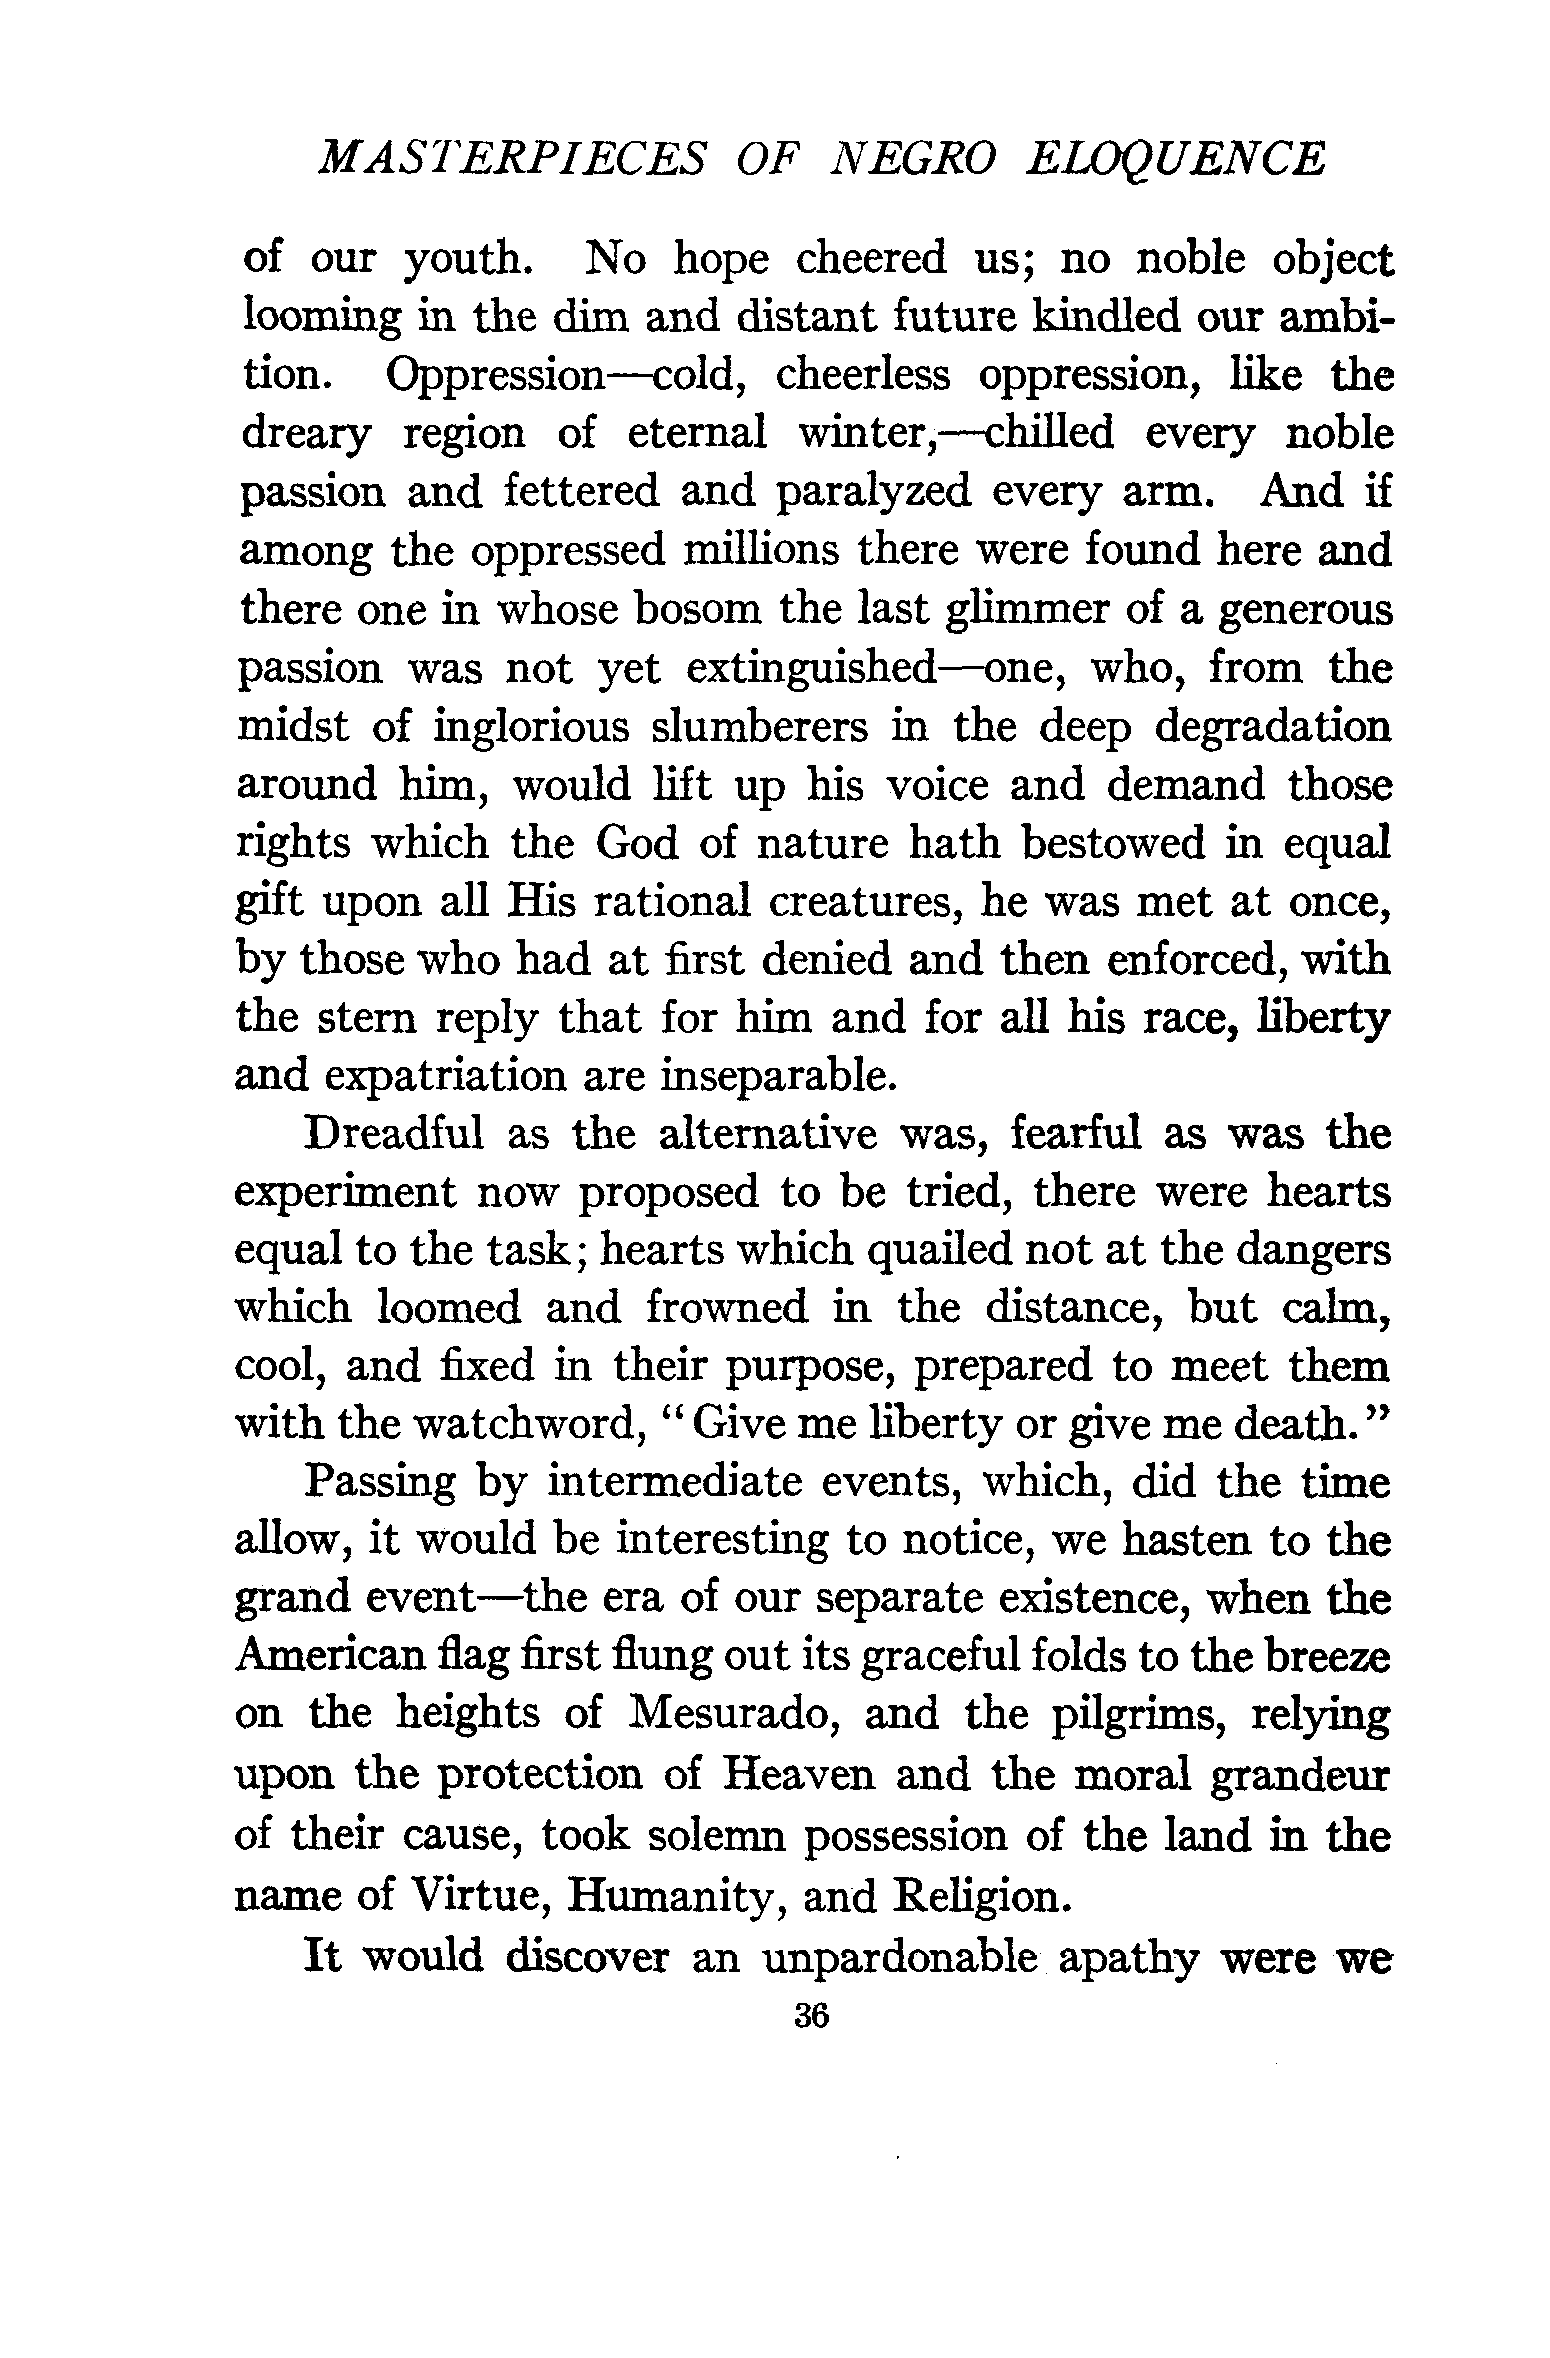 MASTERPIECES OF NEGRO ELOQUENCE
of our youth. No hope cheered us; no noble object
looming in the dim and distant future kindled our ambi-
tion. Oppression—cold, cheerless oppression, like the
dreary region of eternal winter,—chilled every noble
passion and fettered and paralyzed every arm. And if
among the oppressed millions there were found here and
there one in whose bosom the last glimmer of a generous
passion was not yet extinguished—one, who, from the
midst of inglorious slumberers in the deep degradation
around him, would lift up his voice and demand those
rights which the God of nature hath bestowed in equal
gift upon all His rational creatures, he was met at once,
by those who had at first denied and then enforced, with
the stern reply that for him and for all his race, liberty
and expatriation are inseparable.
Dreadful as the alternative was, fearful as was the
experiment now proposed to be tried, there were hearts
equal to the task; hearts which quailed not at the dangers
which loomed and frowned in the distance, but calm,
cool, and fixed in their purpose, prepared to meet them
with the watchword, “Give me liberty or give me death.”
Passing by intermediate events, which, did the time
allow, it would be interesting to notice, we hasten to the
grand event—the era of our separate existence, when the
American flag first flung out its graceful folds to the breeze
on the heights of Mesurado, and the pilgrims, relying
upon the protection of Heaven and the moral grandeur
of their cause, took solemn possession of the land in the
name of Virtue, Humanity, and Religion.
It would discover an unpardonable apathy were we
36